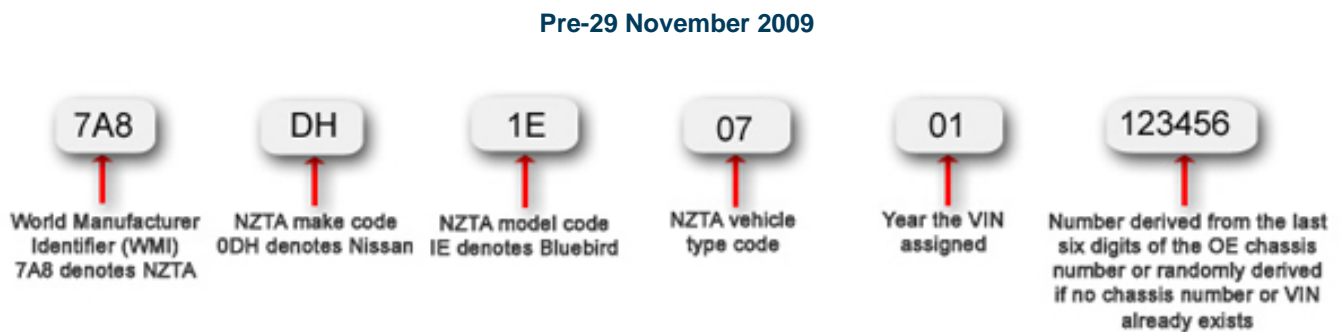 Pre-29 November 2009
7A8
DH
1E
07
01
123456
World Manufacturer
Identifier (WMI)
7A8 denotes NZTA
NZTA make code
0DH denotes Nissan
NZTA model code
IE denotes Bluebird
NZTA vehicle
type code
Year the VIN
assigned
Number derived from the last
six digits of the OE chassis
number or randomly derived
if no chassis number or VIN
already exists